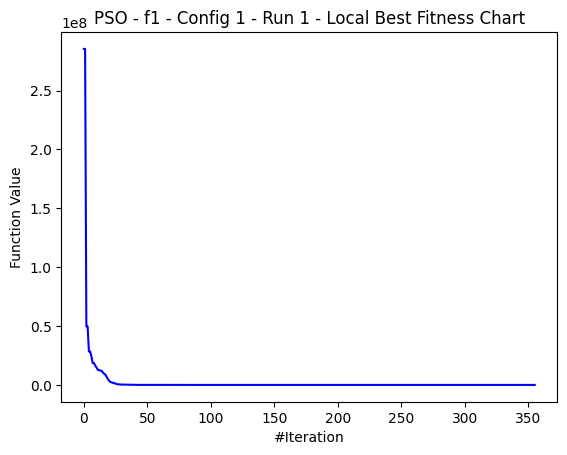 PSO - f1 - Config 1 - Run 1 - Local Best Fitness Chart
1e8
2.5
2.0
1.5
1.0
0.5
0.0
Function Value
0 50 100 150 200 250 300 350
#Iteration